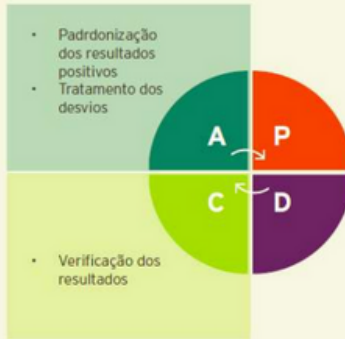 • Padrdonização
dos resultados
positivos
• Tratamento dos
desvios
A P
C D
• Verificação dos
resultados